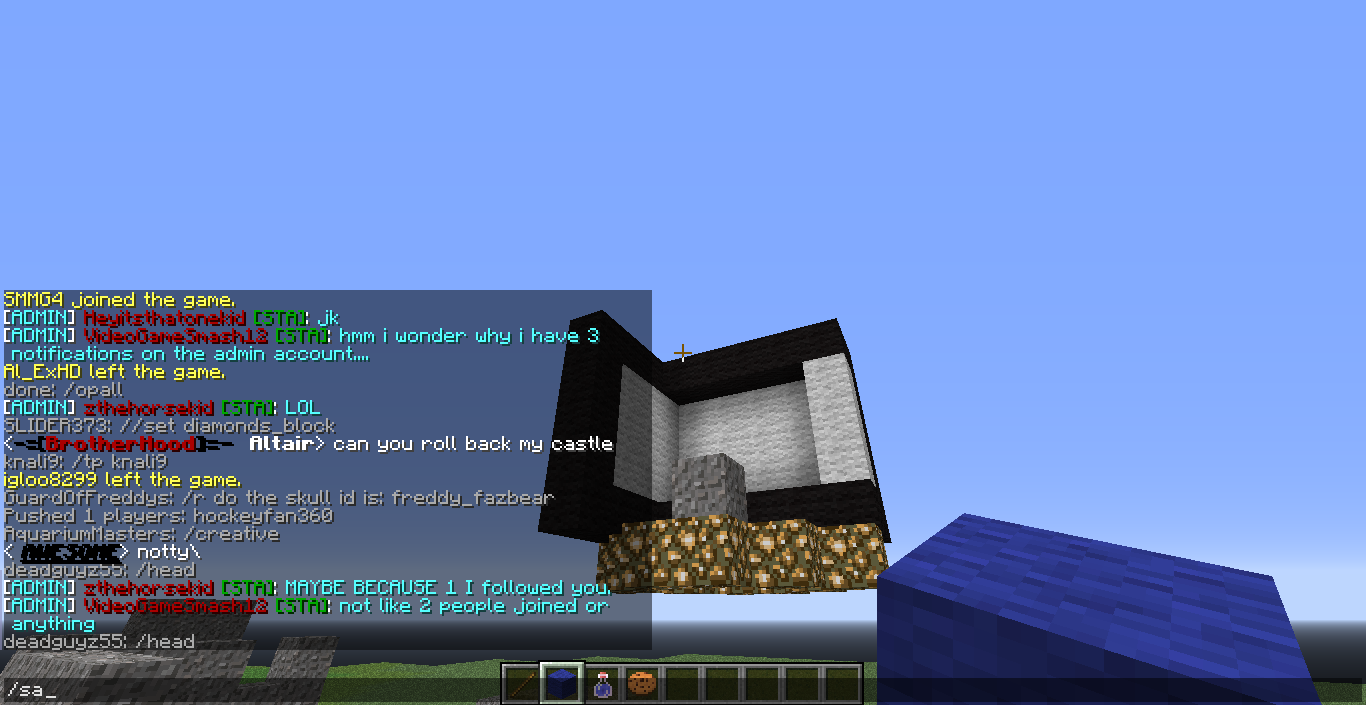 SMMG4 joined the game.
[ADMIN] Heyitsthatonekid [STA]: jk
[ADMIN] VideoGameSmash12 [STA]: hmm i wonder why i have 3
notifications on the admin account....
Al_ExHD left the game.
done: /opall
[ADMIN] zthehorsekid [STA]: LOL
SLIDER373: //set diamonds_block
<-=[BrotherHood]=- Altair> can you roll back my castle
knali9: /tp knali9
igloo8299 left the game.
GuardOfFreddys: /r do the skull id is: freddy_fazbear
Pushed 1 players: hockeyfan360
AquariumMasters: /creative
< AWESOME> notty\
deadguyz55: /head
[ADMIN] zthehorsekid [STA]: MAYBE BECAUSE 1 I followed you.
[ADMIN] VideoGameSmash12 [STA]: not like 2 people joined or
anything
deadguyz55: /head
/sa_